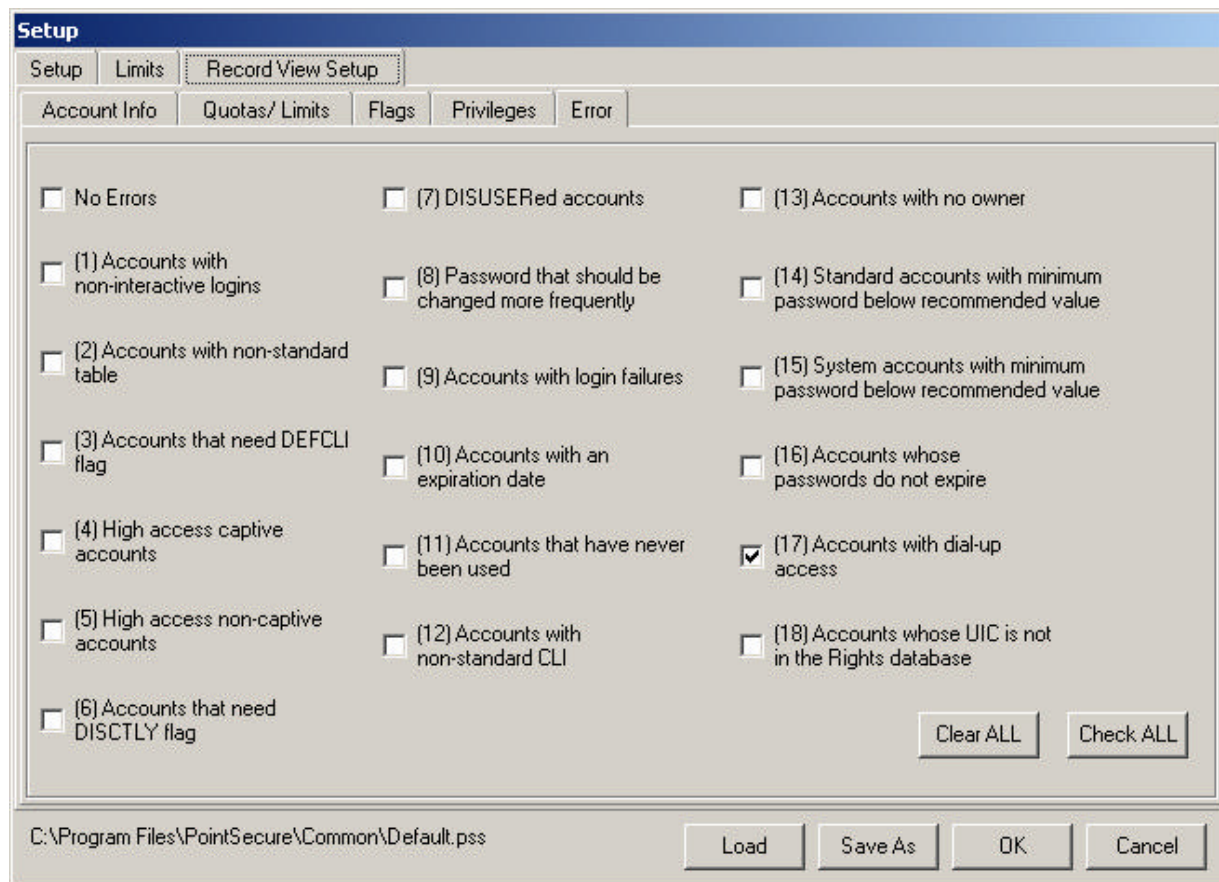 Setup
Setup
Limits
Record View Setup
Account Info
Quotas/ Limits
Flags
Privileges
Error
No Errors
(1) Accounts with
non-interactive logins
(2) Accounts with non-standard
table
(3) Accounts that need DEFCLI
flag
(4) High access captive
accounts
(5) High access non-captive
accounts
(6) Accounts that need
DISCTLY flag
(7) DISUSERed accounts
(8) Password that should be
changed more frequently
(9) Accounts with login failures
(10) Accounts with an
expiration date
(11) Accounts that have never
been used
(12) Accounts with
non-standard CLI
(13) Accounts with no owner
(14) Standard accounts with minimum
password below recommended value
(15) System accounts with minimum
password below recommended value
(16) Accounts whose
passwords do not expire
(17) Accounts with dial-up
access
(18) Accounts whose UIC is not
in the Rights database
Clear ALL
Check ALL
C:\Program Files\PointSecure\Common\Default.pss
Load
Save As
OK
Cancel